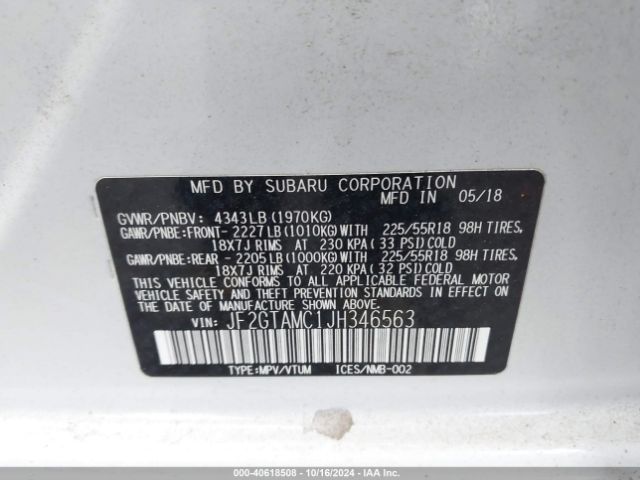 MFD BY SUBARU CORPORATION
MFD IN 05/18
GVWR/PNBV: 4343LB(1970KG)
GAWR/PNBE:FRONT- 2227LB(1010KG)WITH 225/55R18 98H TIRES,
18X7J RIMS AT 230 KPA(33 PSI)COLD
GAWR/PNBE:REAR - 2205LB(1000KG)WITH 225/55R18 98H TIRES,
18X7J RIMS AT 220 KPA(32 PSI)COLD
THIS VEHICLE CONFORMS TO ALL APPLICABLE FEDERAL MOTOR
VEHICLE SAFETY AND THEFT PREVENTION STANDARDS IN EFFECT ON
THE DATE OF MANUFACTURE SHOWN ABOVE.
VIN: JF2GTAMC1JH346563
TYPE:MPV/VTUM ICES/NMB-002
000-40618508 - 10/16/2024 - IAA Inc.